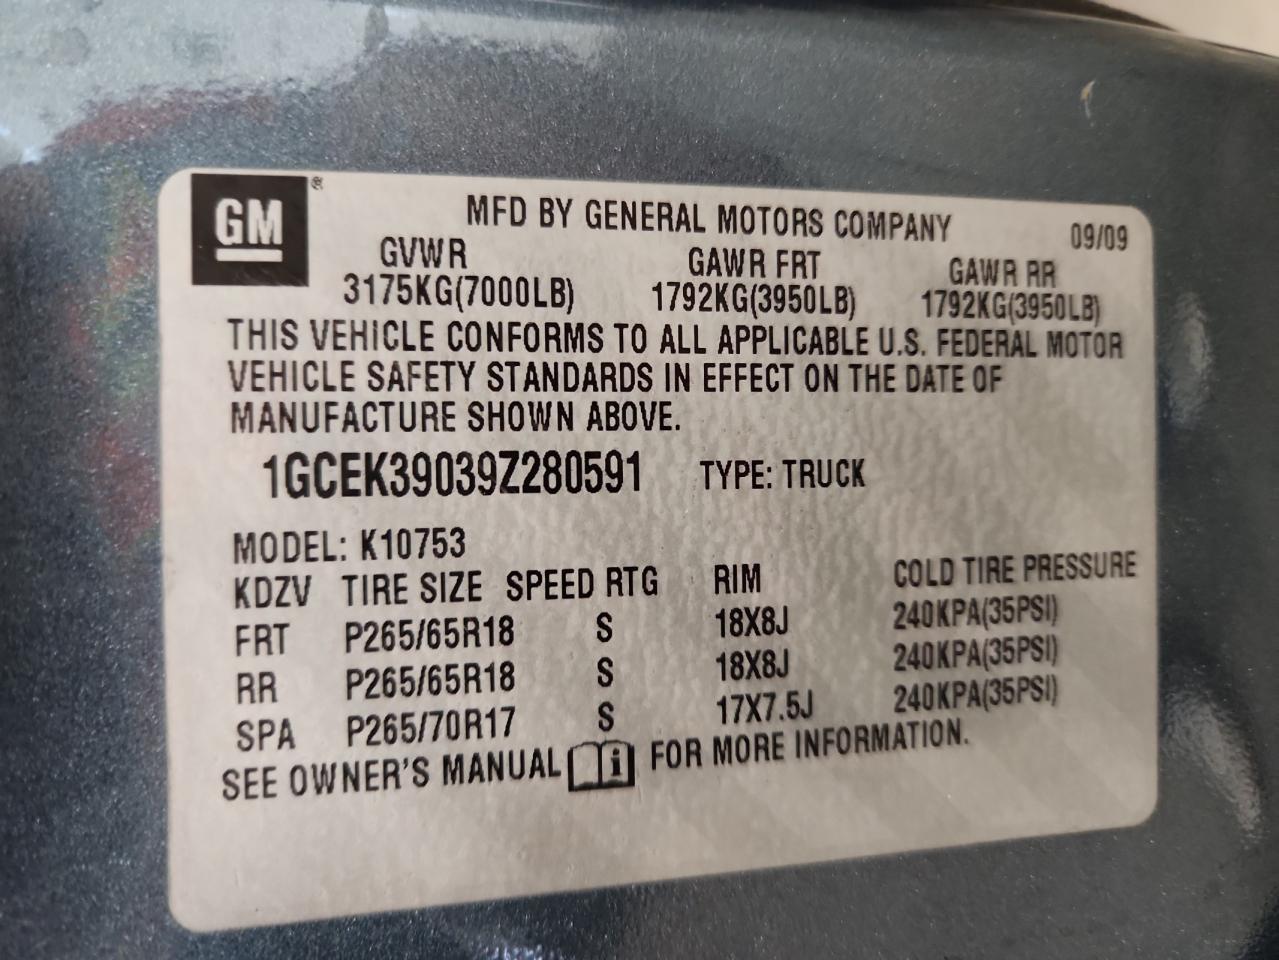 GM ®
MFD BY GENERAL MOTORS COMPANY 09/09
GVWR GAWR FRT GAWR RR
3175KG(7000LB) 1792KG(3950LB) 1792KG(3950LB)
THIS VEHICLE CONFORMS TO ALL APPLICABLE U.S. FEDERAL MOTOR
VEHICLE SAFETY STANDARDS IN EFFECT ON THE DATE OF
MANUFACTURE SHOWN ABOVE.
1GCEK39039Z280591 TYPE: TRUCK
MODEL: K10753
KDZV TIRE SIZE SPEED RTG RIM COLD TIRE PRESSURE
FRT P265/65R18 S 18X8J 240KPA(35PSI)
RR P265/65R18 S 18X8J 240KPA(35PSI)
SPA P265/70R17 S 17X7.5J 240KPA(35PSI)
SEE OWNER'S MANUAL i FOR MORE INFORMATION.